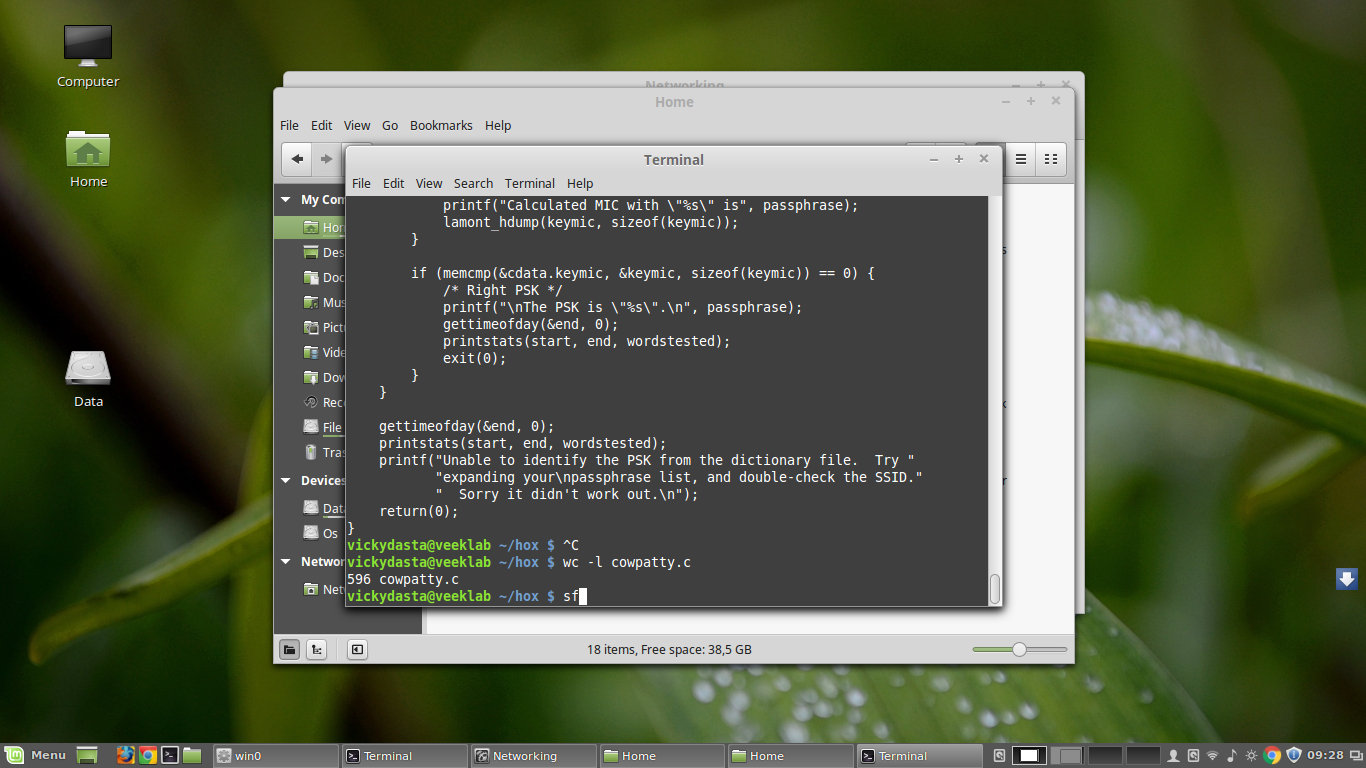 Computer
Home
Data
Networking
Home
File Edit View Go Bookmarks Help
My Com
Hom
Des
Doc
Mus
Pictu
Vide
Dow
Rece
File
Tras
Devices
Data
Os
Networ
Net
Terminal
File Edit View Search Terminal Help
printf("Calculated MIC with \"%s\" is", passphrase);
lamont_hdump(keymic, sizeof(keymic));
}
if (memcmp(&cdata.keymic, &keymic, sizeof(keymic)) == 0) {
/* Right PSK */
printf("\nThe PSK is \"%s\".\n", passphrase);
gettimeofday(&end, 0);
printstats(start, end, wordstested);
exit(0);
}
}
gettimeofday(&end, 0);
printstats(start, end, wordstested);
printf("Unable to identify the PSK from the dictionary file.  Try "
"expanding your\npassphrase list, and double-check the SSID."
"  Sorry it didn't work out.\n");
return(0);
}
vickydasta@veeklab ~/hox $ ^C
vickydasta@veeklab ~/hox $ wc -l cowpatty.c
596 cowpatty.c
vickydasta@veeklab ~/hox $ sf
18 items, Free space: 38,5 GB
Menu win0 Terminal Networking Home Home Terminal 09:28